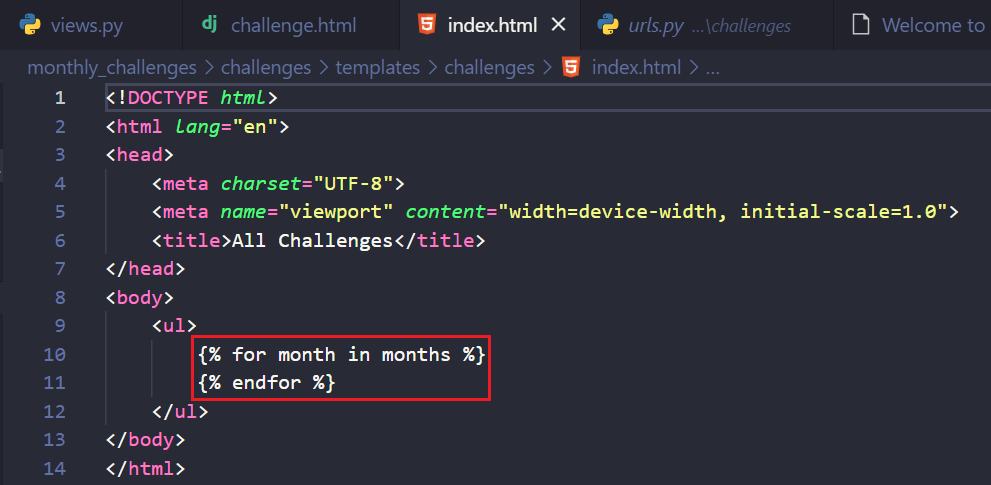 views.py challenge.html index.html urls.py ...\challenges Welcome to
monthly_challenges > challenges > templates > challenges > index.html > ...
1 <!DOCTYPE html>
2 <html lang="en">
3 <head>
4 <meta charset="UTF-8">
5 <meta name="viewport" content="width=device-width, initial-scale=1.0">
6 <title>All Challenges</title>
7 </head>
8 <body>
9 <ul>
10 {% for month in months %}
11 {% endfor %}
12 </ul>
13 </body>
14 </html>